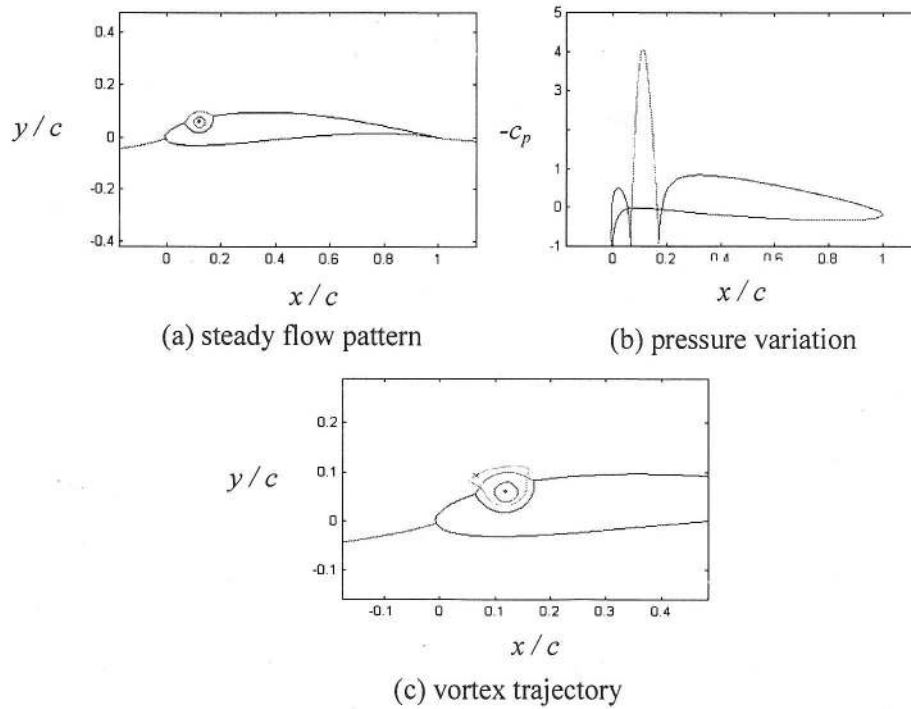 0.4
0.2
y / c
0
-0.2
-0.4
0 0.2 0.4 0.6 0.8 1
x / c
(a) steady flow pattern
5
4
3
2
-cp
1
0
-1
0 0.2 0.4 0.6 0.8 1
x / c
(b) pressure variation
0.2
y / c
0.1
0
-0.1
-0.1 0 0.1 0.2 0.3 0.4
x / c
(c) vortex trajectory